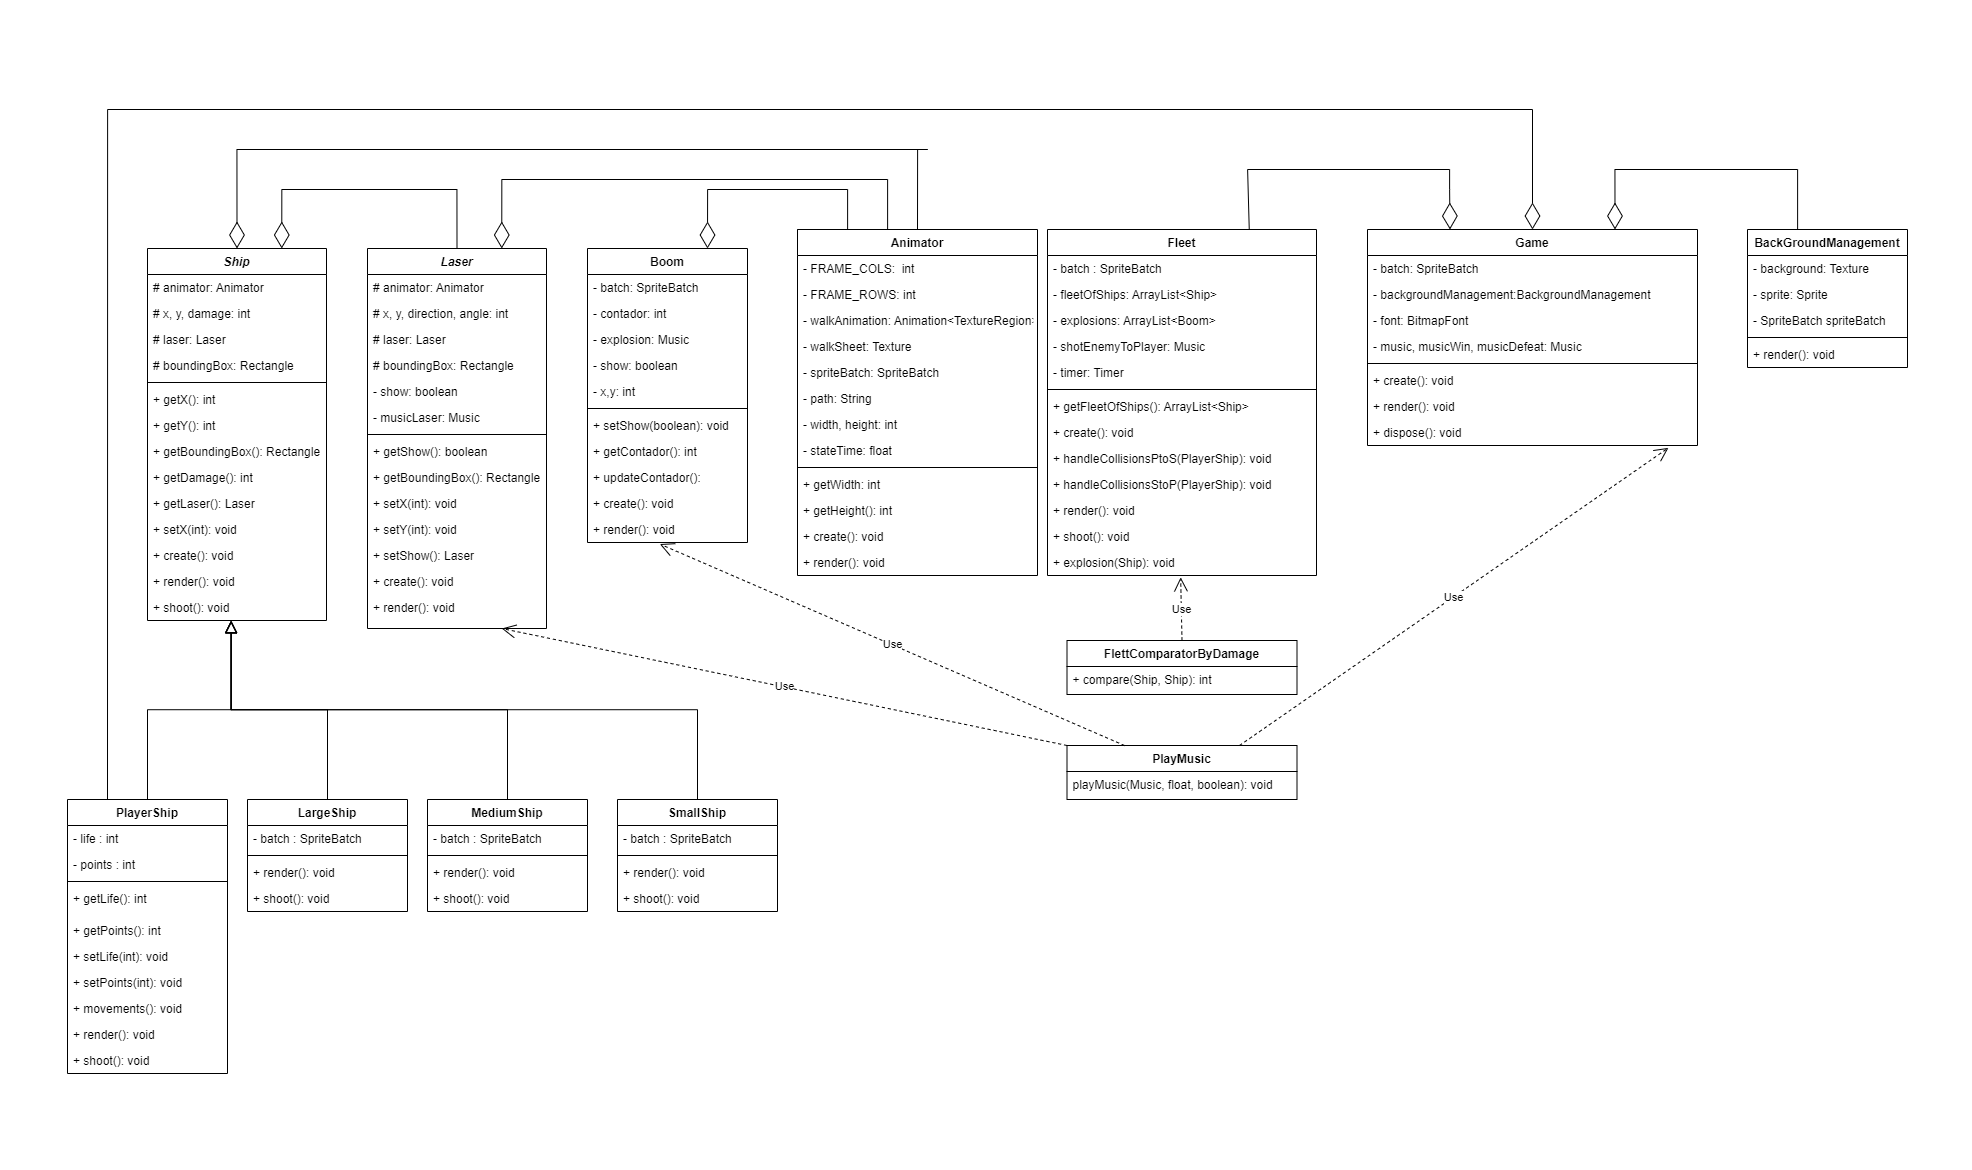 Ship
# animator: Animator
# x, y, damage: int
# laser: Laser
# boundingBox: Rectangle
+ getX(): int
+ getY(): int
+ getBoundingBox(): Rectangle
+ getDamage(): int
+ getLaser(): Laser
+ setX(int): void
+ create(): void
+ render(): void
+ shoot(): void
Laser
# animator: Animator
# x, y, direction, angle: int
# laser: Laser
# boundingBox: Rectangle
- show: boolean
- musicLaser: Music
+ getShow(): boolean
+ getBoundingBox(): Rectangle
+ setX(int): void
+ setY(int): void
+ setShow(): Laser
+ create(): void
+ render(): void
Boom
- batch: SpriteBatch
- contador: int
- explosion: Music
- show: boolean
- x,y: int
+ setShow(boolean): void
+ getContador(): int
+ updateContador():
+ create(): void
+ render(): void
Animator
- FRAME_COLS:  int
- FRAME_ROWS: int
- walkAnimation: Animation<TextureRegion>
- walkSheet: Texture
- spriteBatch: SpriteBatch
- path: String
- width, height: int
- stateTime: float
+ getWidth: int
+ getHeight(): int
+ create(): void
+ render(): void
Fleet
- batch : SpriteBatch
- fleetOfShips: ArrayList<Ship>
- explosions: ArrayList<Boom>
- shotEnemyToPlayer: Music
- timer: Timer
+ getFleetOfShips(): ArrayList<Ship>
+ create(): void
+ handleCollisionsPtoS(PlayerShip): void
+ handleCollisionsStoP(PlayerShip): void
+ render(): void
+ shoot(): void
+ explosion(Ship): void
Game
- batch: SpriteBatch
- backgroundManagement:BackgroundManagement
- font: BitmapFont
- music, musicWin, musicDefeat: Music
+ create(): void
+ render(): void
+ dispose(): void
BackGroundManagement
- background: Texture
- sprite: Sprite
- SpriteBatch spriteBatch
+ render(): void
Use
Use
Use
Use
FlettComparatorByDamage
+ compare(Ship, Ship): int
PlayMusic
playMusic(Music, float, boolean): void
PlayerShip
- life : int
- points : int
+ getLife(): int
+ getPoints(): int
+ setLife(int): void
+ setPoints(int): void
+ movements(): void
+ render(): void
+ shoot(): void
LargeShip
- batch : SpriteBatch
+ render(): void
+ shoot(): void
MediumShip
- batch : SpriteBatch
+ render(): void
+ shoot(): void
SmallShip
- batch : SpriteBatch
+ render(): void
+ shoot(): void